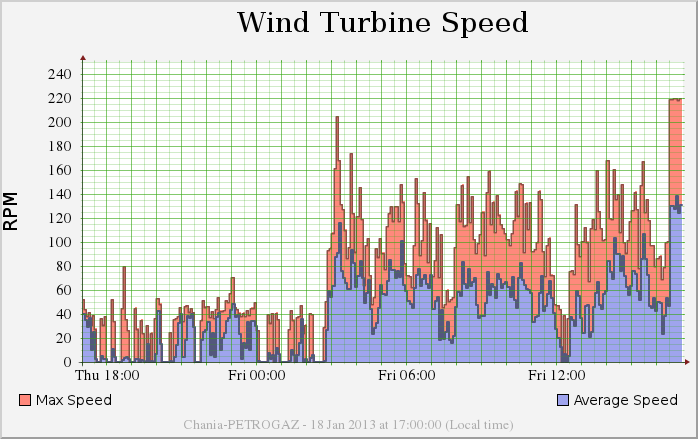 Wind Turbine Speed
240
220
200
180
160
140
120
100
80
60
40
20
0
RPM
Thu 18:00 Fri 00:00 Fri 06:00 Fri 12:00
Max Speed Average Speed
Chania-PETROGAZ - 18 Jan 2013 at 17:00:00 (Local time)